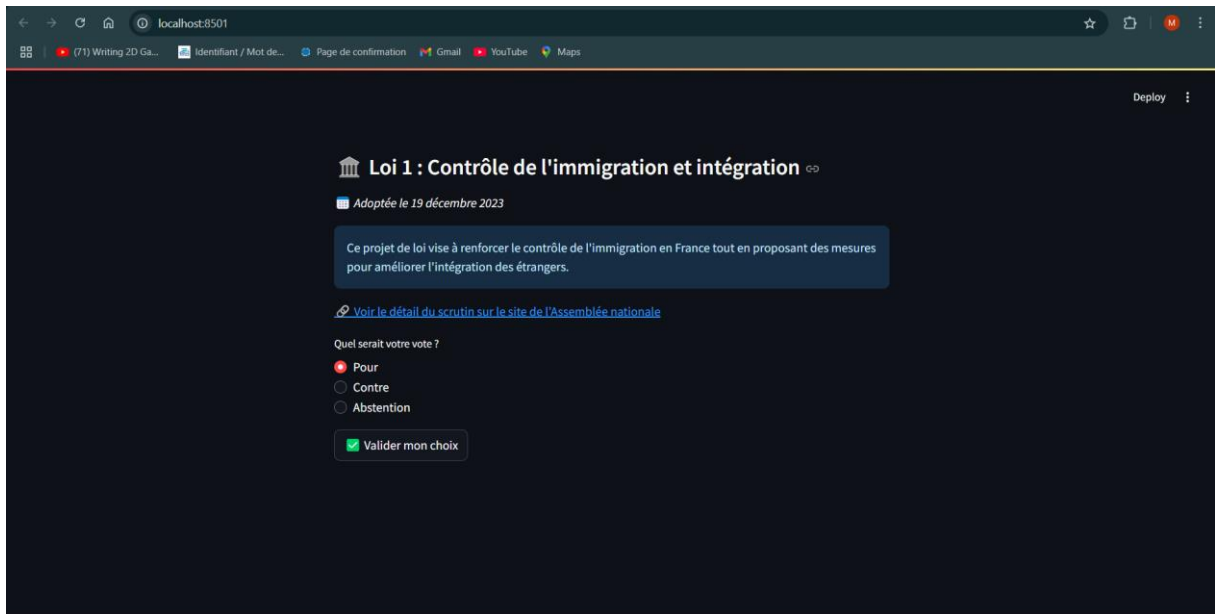 localhost:8501
M
(71) Writing 2D Ga...
Identifiant / Mot de...
Page de confirmation
Gmail
YouTube
Maps
Deploy
Loi 1 : Contrôle de l'immigration et intégration
Adoptée le 19 décembre 2023
Ce projet de loi vise à renforcer le contrôle de l'immigration en France tout en proposant des mesures
pour améliorer l'intégration des étrangers.
Voir le détail du scrutin sur le site de l'Assemblée nationale
Quel serait votre vote ?
Pour
Contre
Abstention
Valider mon choix